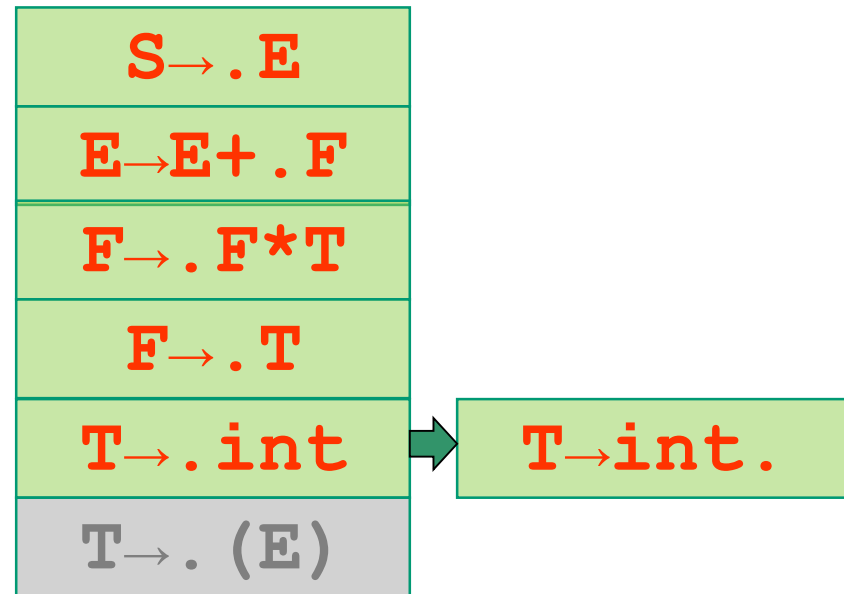 S→.E
E→E+.F
F→.F*T
F→.T
T→.int
T→int.
T→.(E)